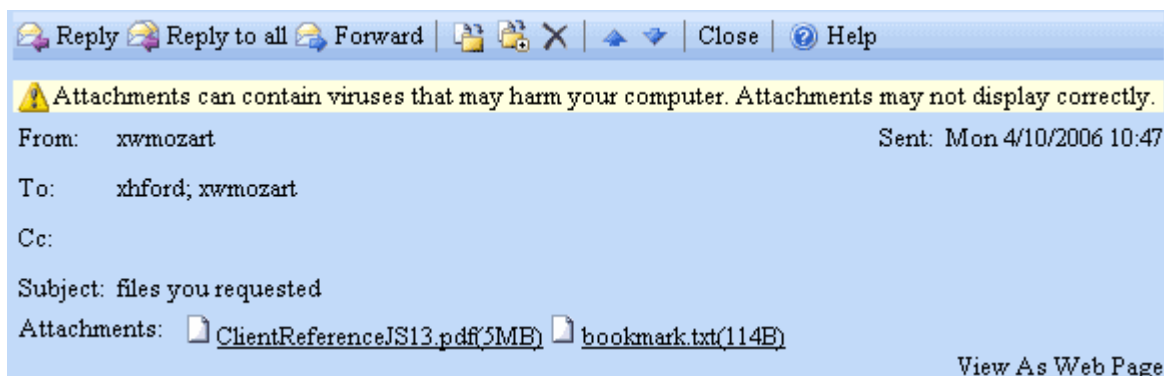 Reply Reply to all Forward Close Help
Attachments can contain viruses that may harm your computer. Attachments may not display correctly.
From: xwmozart Sent: Mon 4/10/2006 10:47
To: xhford; xwmozart
Cc:
Subject: files you requested
Attachments: ClientReferenceJS13.pdf(5MB) bookmark.txt(114B)
View As Web Page